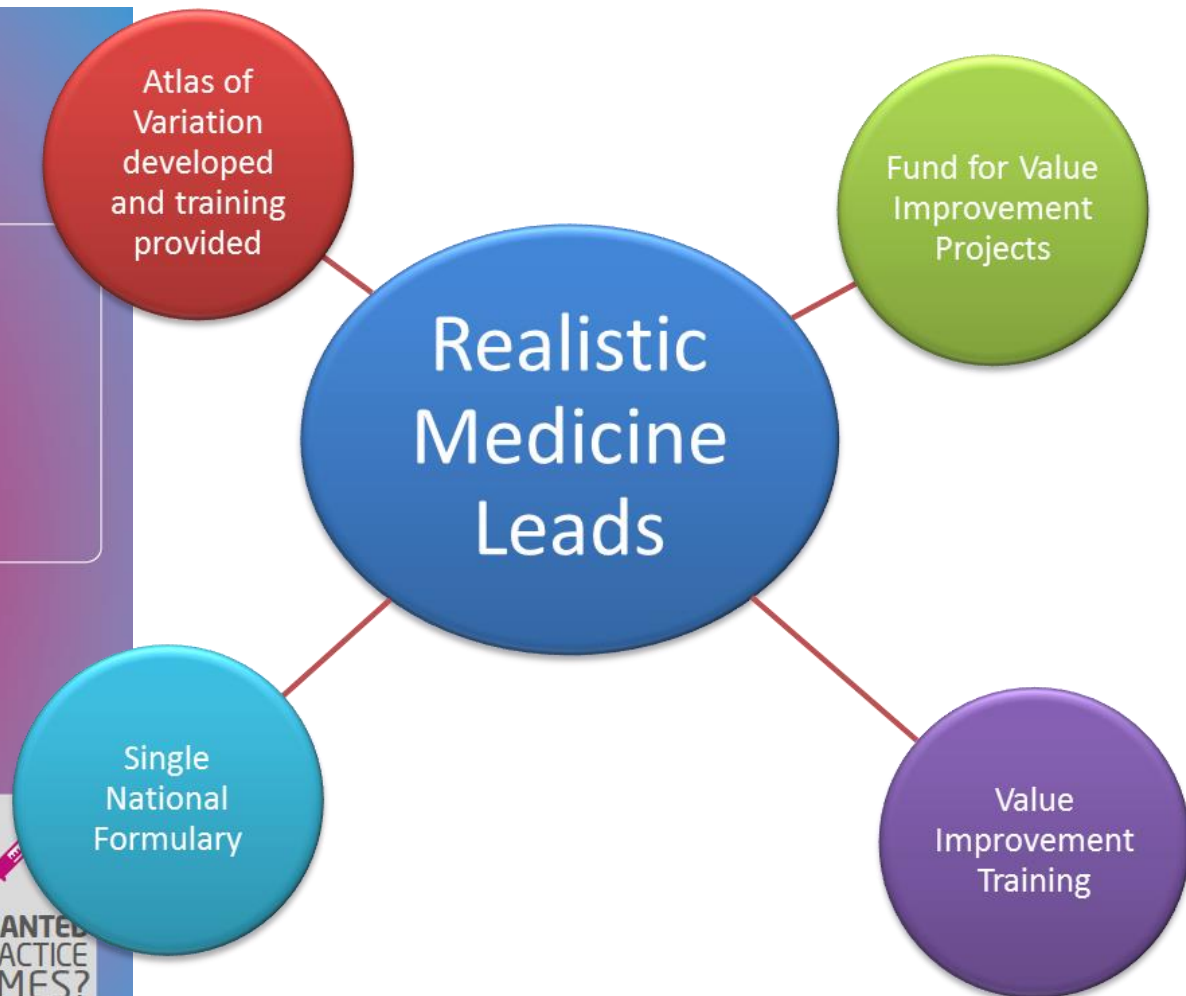 Atlas of
Variation
developed
and training
provided
Fund for Value
Improvement
Projects
Realistic
Medicine
Leads
Single
National
Formulary
Value
Improvement
Training